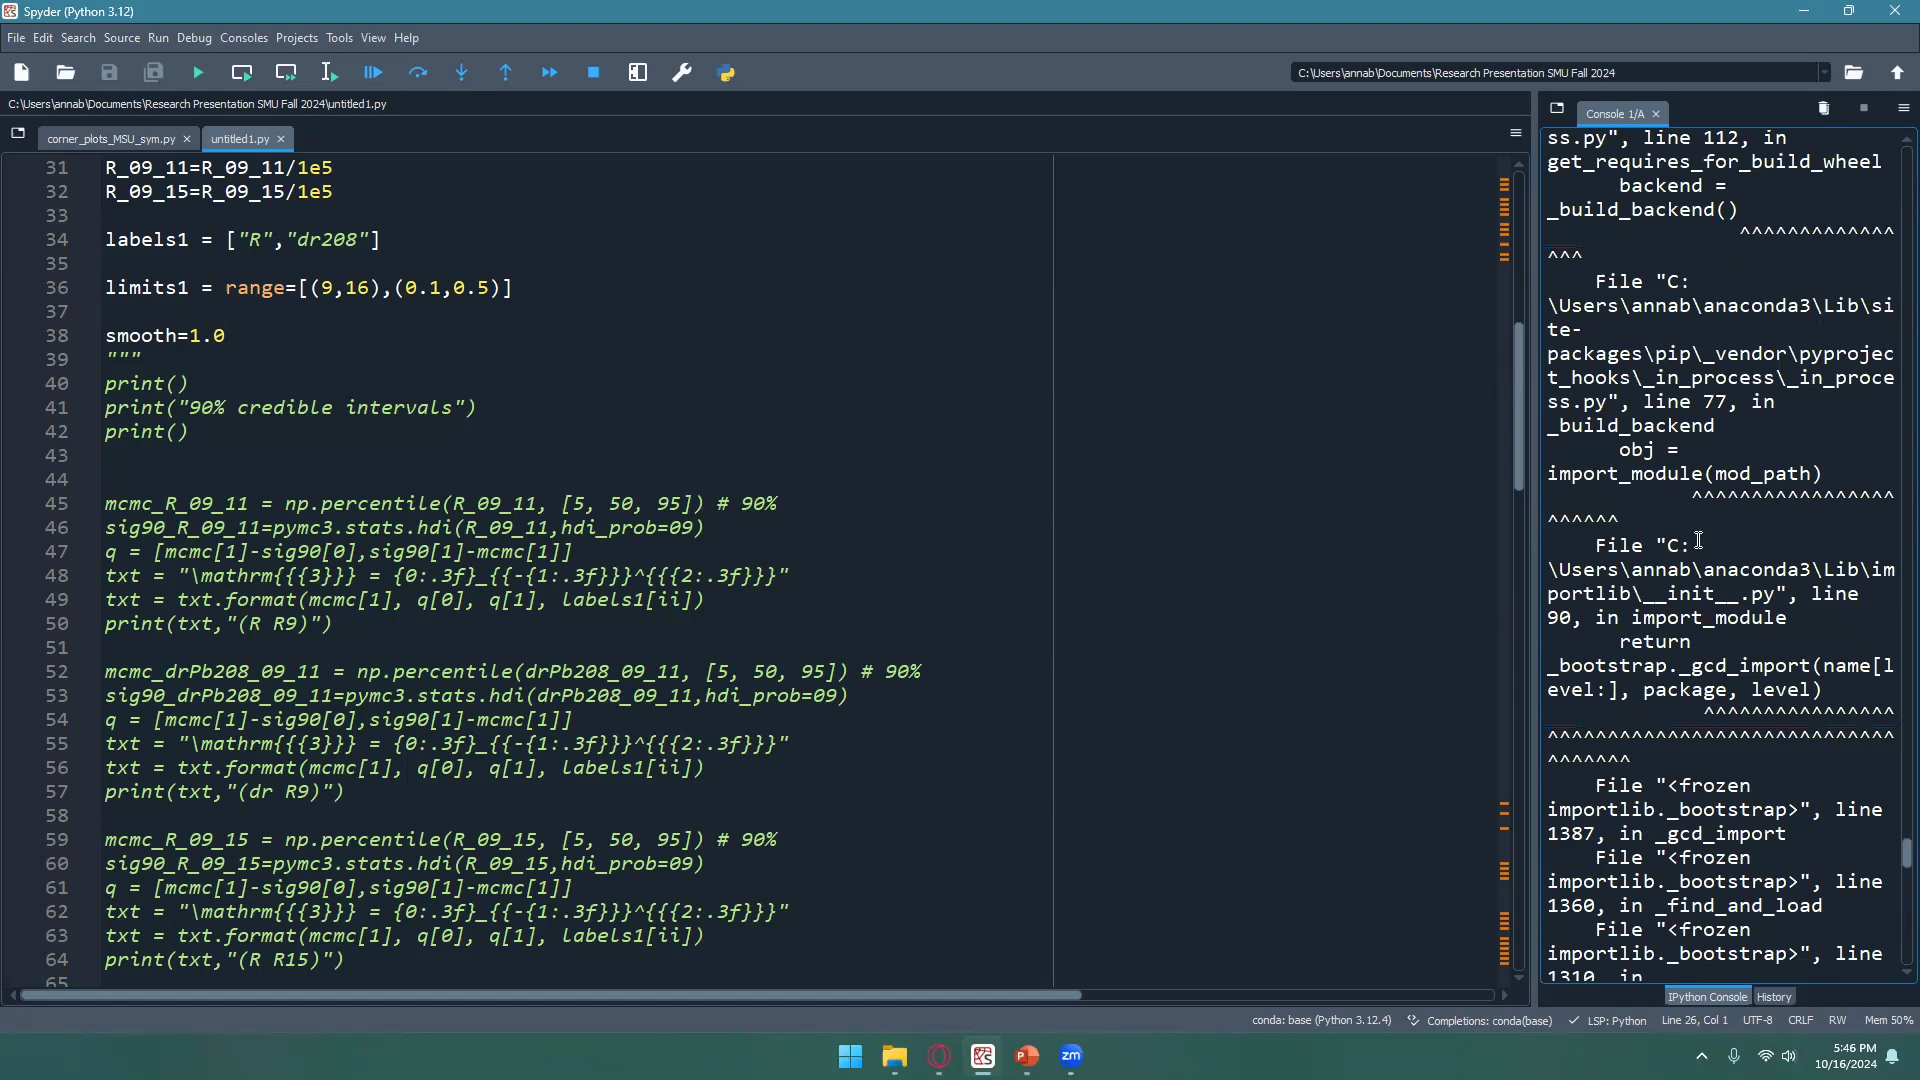 Spyder (Python 3.12)
File Edit Search Source Run Debug Consoles Projects Tools View Help
C:\Users\annab\Documents\Research Presentation SMU Fall 2024
C:\Users\annab\Documents\Research Presentation SMU Fall 2024\untitled1.py
corner_plots_MSU_sym.py
untitled1.py
31 R_09_11=R_09_11/1e5
32 R_09_15=R_09_15/1e5
33
34 labels1 = ["R","dr208"]
35
36 limits1 = range=[(9,16),(0.1,0.5)]
37
38 smooth=1.0
39 """
40 print()
41 print("90% credible intervals")
42 print()
43
44
45 mcmc_R_09_11 = np.percentile(R_09_11, [5, 50, 95]) # 90%
46 sig90_R_09_11=pymc3.stats.hdi(R_09_11,hdi_prob=09)
47 q = [mcmc[1]-sig90[0],sig90[1]-mcmc[1]]
48 txt = "\mathrm{{{3}}} = {0:.3f}_{{-{1:.3f}}}^{{{2:.3f}}}"
49 txt = txt.format(mcmc[1], q[0], q[1], labels1[ii])
50 print(txt,"(R R9)")
51
52 mcmc_drPb208_09_11 = np.percentile(drPb208_09_11, [5, 50, 95]) # 90%
53 sig90_drPb208_09_11=pymc3.stats.hdi(drPb208_09_11,hdi_prob=09)
54 q = [mcmc[1]-sig90[0],sig90[1]-mcmc[1]]
55 txt = "\mathrm{{{3}}} = {0:.3f}_{{-{1:.3f}}}^{{{2:.3f}}}"
56 txt = txt.format(mcmc[1], q[0], q[1], labels1[ii])
57 print(txt,"(dr R9)")
58
59 mcmc_R_09_15 = np.percentile(R_09_15, [5, 50, 95]) # 90%
60 sig90_R_09_15=pymc3.stats.hdi(R_09_15,hdi_prob=09)
61 q = [mcmc[1]-sig90[0],sig90[1]-mcmc[1]]
62 txt = "\mathrm{{{3}}} = {0:.3f}_{{-{1:.3f}}}^{{{2:.3f}}}"
63 txt = txt.format(mcmc[1], q[0], q[1], labels1[ii])
64 print(txt,"(R R15)")
65
Console 1/A
ss.py", line 112, in
get_requires_for_build_wheel
backend =
_build_backend()
^^^^^^^^^^^^^
^^^
File "C:
\Users\annab\anaconda3\Lib\si
te-
packages\pip\_vendor\pyprojec
t_hooks\_in_process\_in_proce
ss.py", line 77, in
_build_backend
obj =
import_module(mod_path)
^^^^^^^^^^^^^^^^^
^^^^^^
File "C:
\Users\annab\anaconda3\Lib\im
portlib\__init__.py", line
90, in import_module
return
_bootstrap._gcd_import(name[l
evel:], package, level)
^^^^^^^^^^^^^^^^
^^^^^^^^^^^^^^^^^^^^^^^^^^^^^
^^^^^^^
File "<frozen
importlib._bootstrap>", line
1387, in _gcd_import
File "<frozen
importlib._bootstrap>", line
1360, in _find_and_load
File "<frozen
importlib._bootstrap>", line
1310, in
IPython Console History
conda: base (Python 3.12.4) Completions: conda(base) LSP: Python Line 26, Col 1 UTF-8 CRLF RW Mem 50%
zm
5:46 PM
10/16/2024